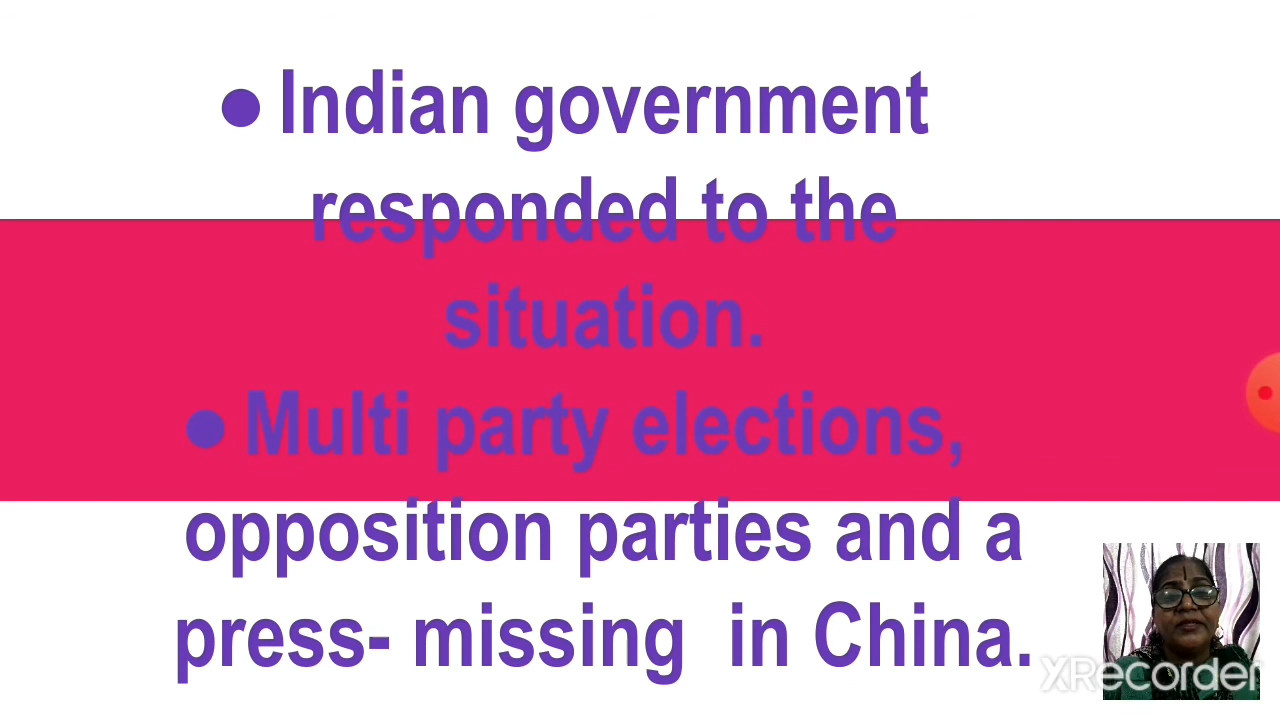 ● Indian government
responded to the
situation.
● Multi party elections,
opposition parties and a
press- missing in China.
XRecorder